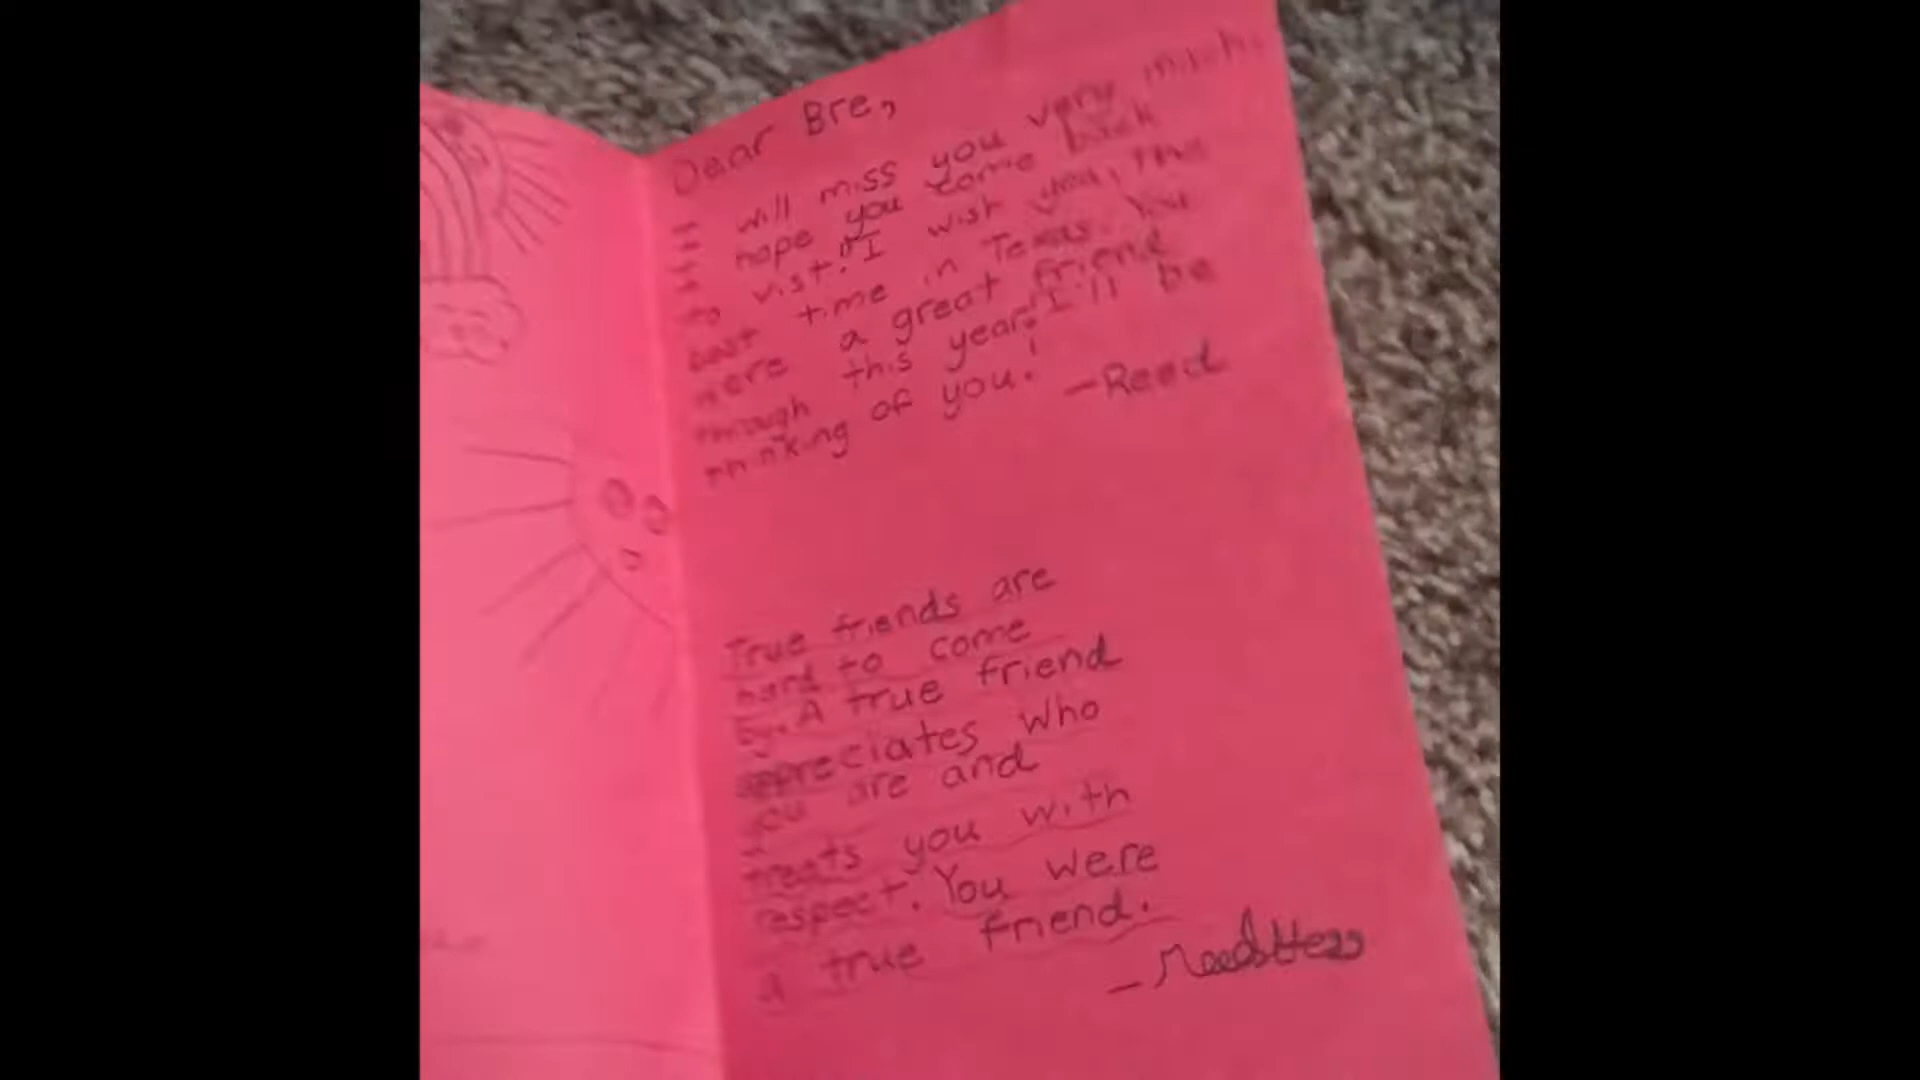 Dear Bre,
I will miss you very much.
I hope you come back
to vist! I wish you, the
best time in Texas. You
were a great friend
through this year! I'll be
thinking of you!
-Reed
True friends are
hard to come
by. A true friend
appreciates who
you are and
treats you with
respect. You were
a true friend.
-